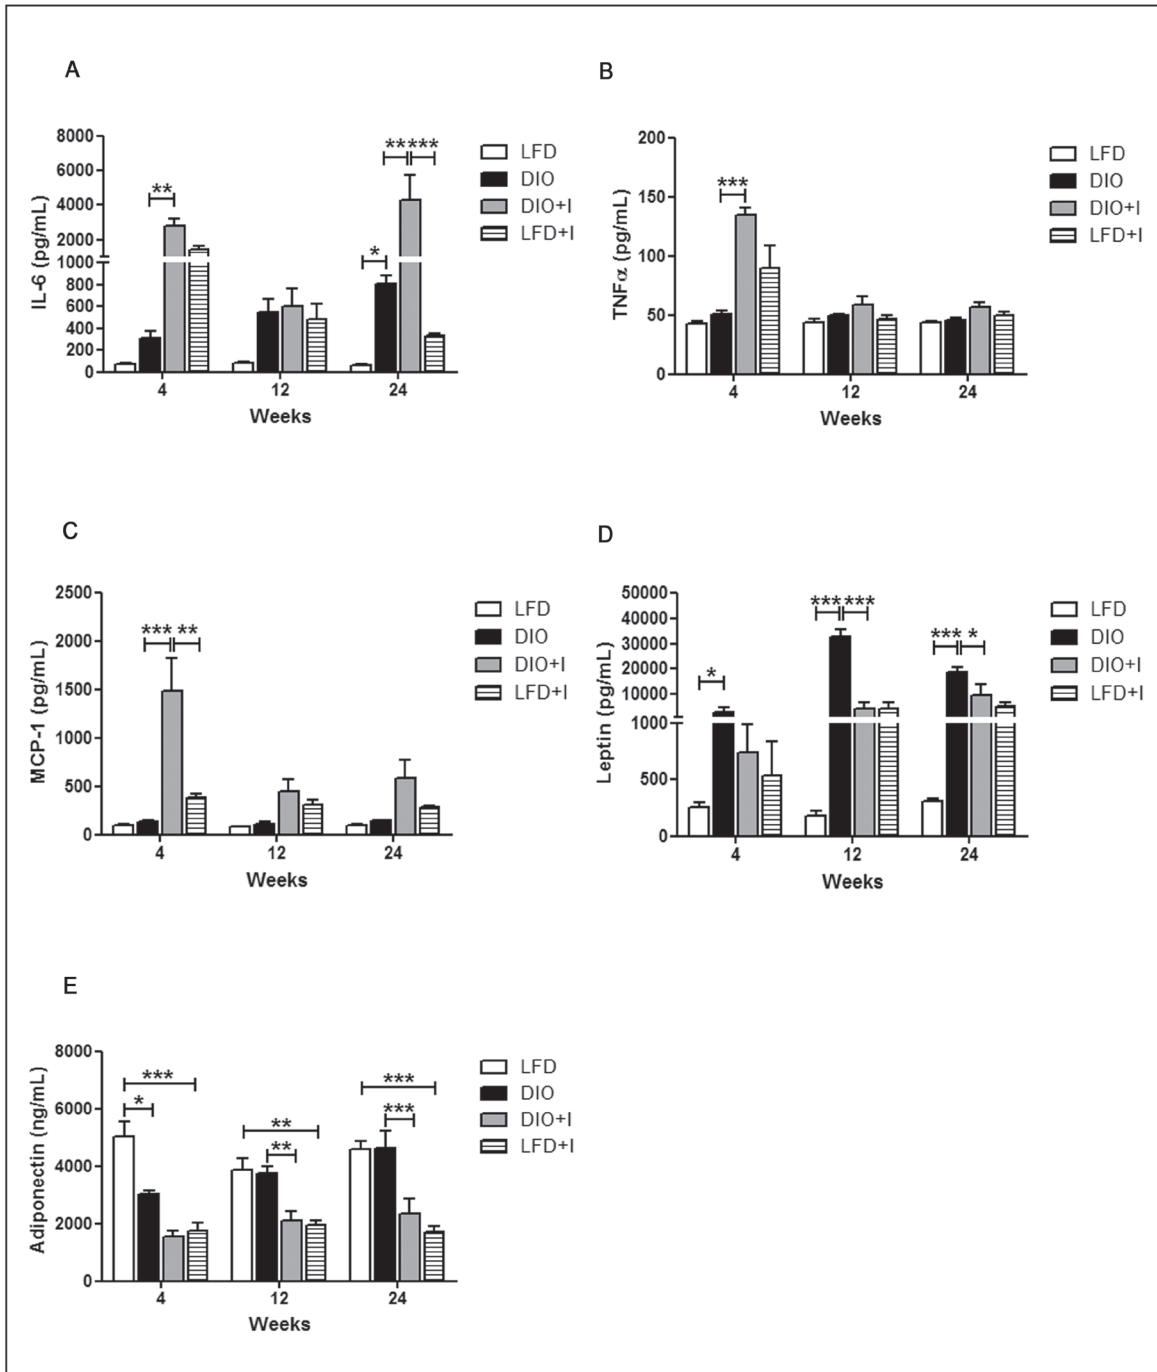 A
IL-6 (pg/mL)
8000
6000
4000
2000
1000
800
600
400
200
0
**
*
**
***
4
12
24
Weeks
LFD
DIO
DIO+I
LFD+I
B
TNFα (pg/mL)
200
150
100
50
0
***
4
12
24
Weeks
LFD
DIO
DIO+I
LFD+I
C
MCP-1 (pg/mL)
2500
2000
1500
1000
500
0
*** **
4
12
24
Weeks
LFD
DIO
DIO+I
LFD+I
D
Leptin (pg/mL)
50000
40000
30000
20000
10000
1000
500
0
*
*** ***
*** *
4
12
24
Weeks
LFD
DIO
DIO+I
LFD+I
E
Adiponectin (ng/mL)
8000
6000
4000
2000
0
***
*
**
**
***
***
4
12
24
Weeks
LFD
DIO
DIO+I
LFD+I